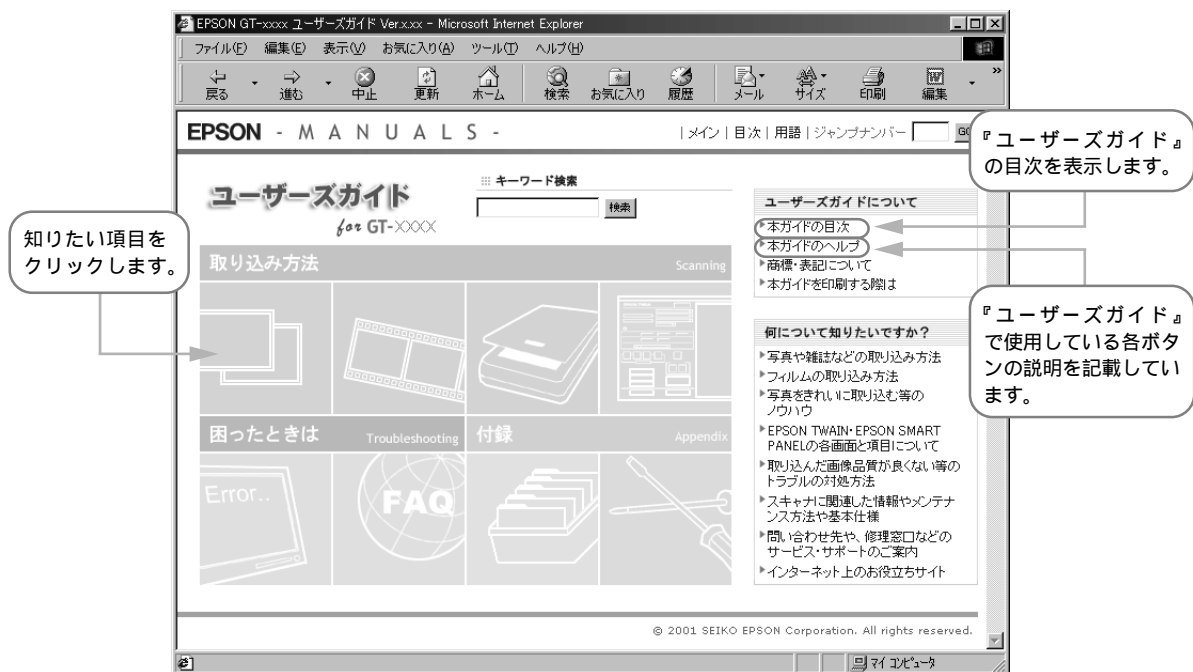 EPSON GT-xxxx ユーザーズガイド Ver.x.xx - Microsoft Internet Explorer
ファイル(F) 編集(E) 表示(V) お気に入り(A) ツール(T) ヘルプ(H)
戻る 進む 中止 更新 ホーム 検索 お気に入り 履歴 メール サイズ 印刷 編集 »
EPSON - MANUALS - |メイン|目次|用語|ジャンプナンバー GO
『ユーザーズガイド』
の目次を表示します。
ユーザーズガイド
for GT-XXXX
キーワード検索
検索
ユーザーズガイドについて
本ガイドの目次
本ガイドのヘルプ
商標・表記について
本ガイドを印刷する際は
知りたい項目を
クリックします。
取り込み方法 Scanning
『ユーザーズガイド』
で使用している各ボタ
ンの説明を記載してい
ます。
何について知りたいですか?
写真や雑誌などの取り込み方法
フィルムの取り込み方法
写真をきれいに取り込む等の
ノウハウ
EPSON TWAIN・EPSON SMART
PANELの各画面と項目について
取り込んだ画像品質が良くない等の
トラブルの対処方法
スキャナに関連した情報やメンテナ
ンス方法や基本仕様
問い合わせ先や、修理窓口などの
サービス・サポートのご案内
インターネット上のお役立ちサイト
困ったときは Troubleshooting 付録 Appendix
Error..
FAQ
© 2001 SEIKO EPSON Corporation. All rights reserved.
マイ コンピュータ